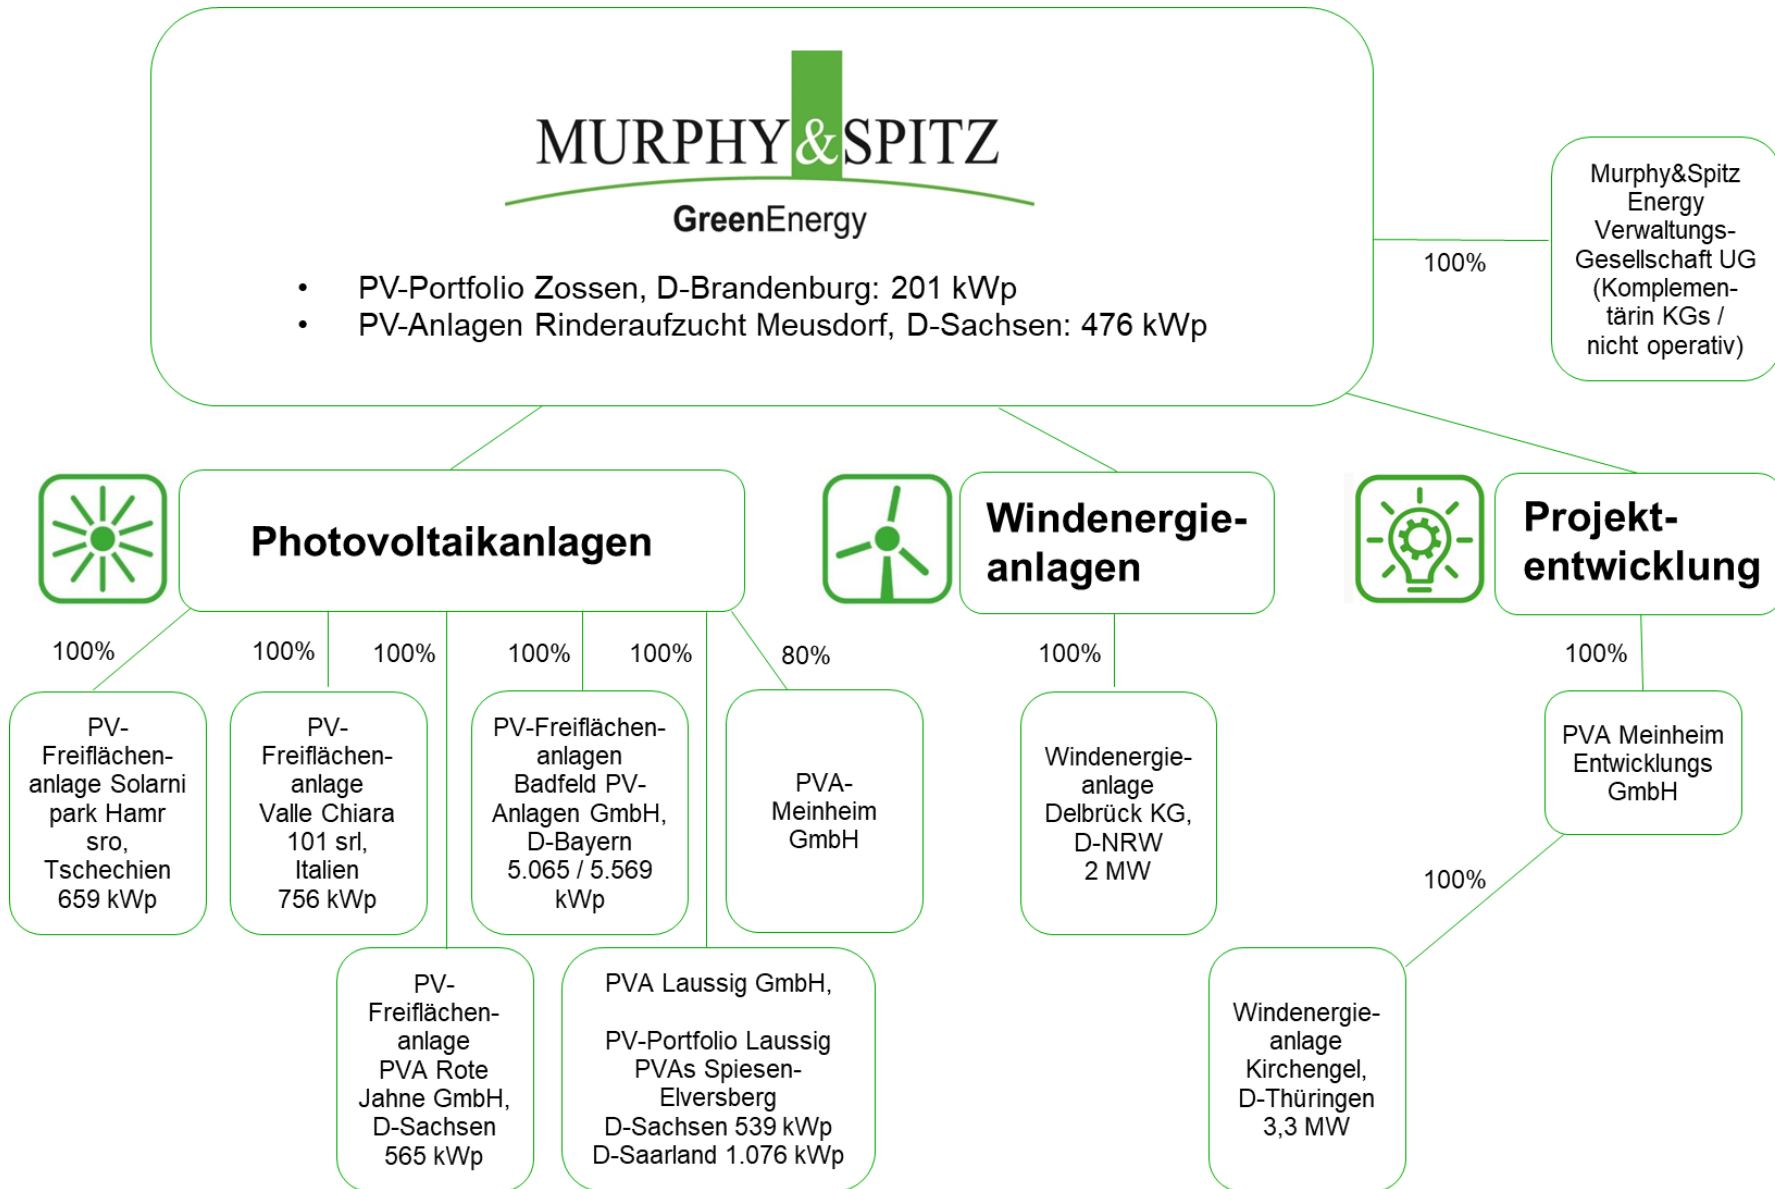 MURPHY & SPITZ
GreenEnergy
• PV-Portfolio Zossen, D-Brandenburg: 201 kWp
• PV-Anlagen Rinderaufzucht Meusdorf, D-Sachsen: 476 kWp
100%
Murphy&Spitz
Energy
Verwaltungs-
Gesellschaft UG
(Komplemen-
tärin KGs /
nicht operativ)
Photovoltaikanlagen
Windenergie-
anlagen
Projekt-
entwicklung
100%
100%
100%
100%
100%
80%
100%
100%
PV-
Freiflächen-
anlage Solarni
park Hamr
sro,
Tschechien
659 kWp
PV-
Freiflächen-
anlage
Valle Chiara
101 srl,
Italien
756 kWp
PV-Freiflächen-
anlagen
Badfeld PV-
Anlagen GmbH,
D-Bayern
5.065 / 5.569
kWp
PVA-
Meinheim
GmbH
Windenergie-
anlage
Delbrück KG,
D-NRW
2 MW
PVA Meinheim
Entwicklungs
GmbH
100%
PV-
Freiflächen-
anlage
PVA Rote
Jahne GmbH,
D-Sachsen
565 kWp
PVA Laussig GmbH,
PV-Portfolio Laussig
PVAs Spiesen-
Elversberg
D-Sachsen 539 kWp
D-Saarland 1.076 kWp
Windenergie-
anlage
Kirchengel,
D-Thüringen
3,3 MW